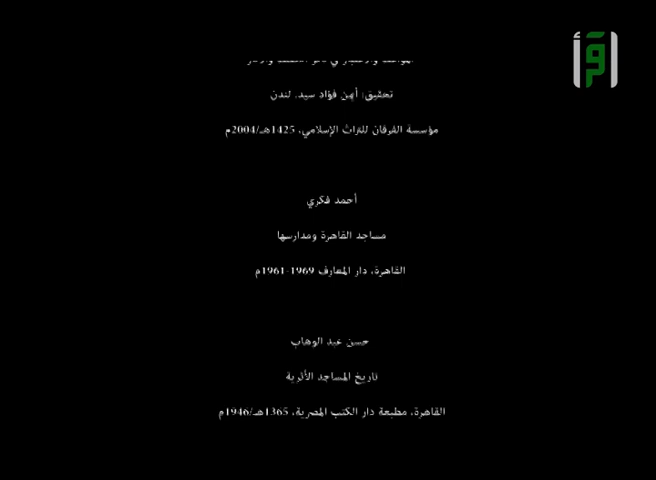 اقرأ
تحقيق: أيمن فؤاد سيد. لندن
مؤسسة الفرقان للتراث الإسلامي، 1425هـ/2004م
أحمد فكري
مساجد القاهرة ومدارسها
القاهرة، دار المعارف 1969-1961م
حسن عبد الوهاب
تاريخ المساجد الأثرية
القاهرة، مطبعة دار الكتب المصرية، 1365هـ/1946م